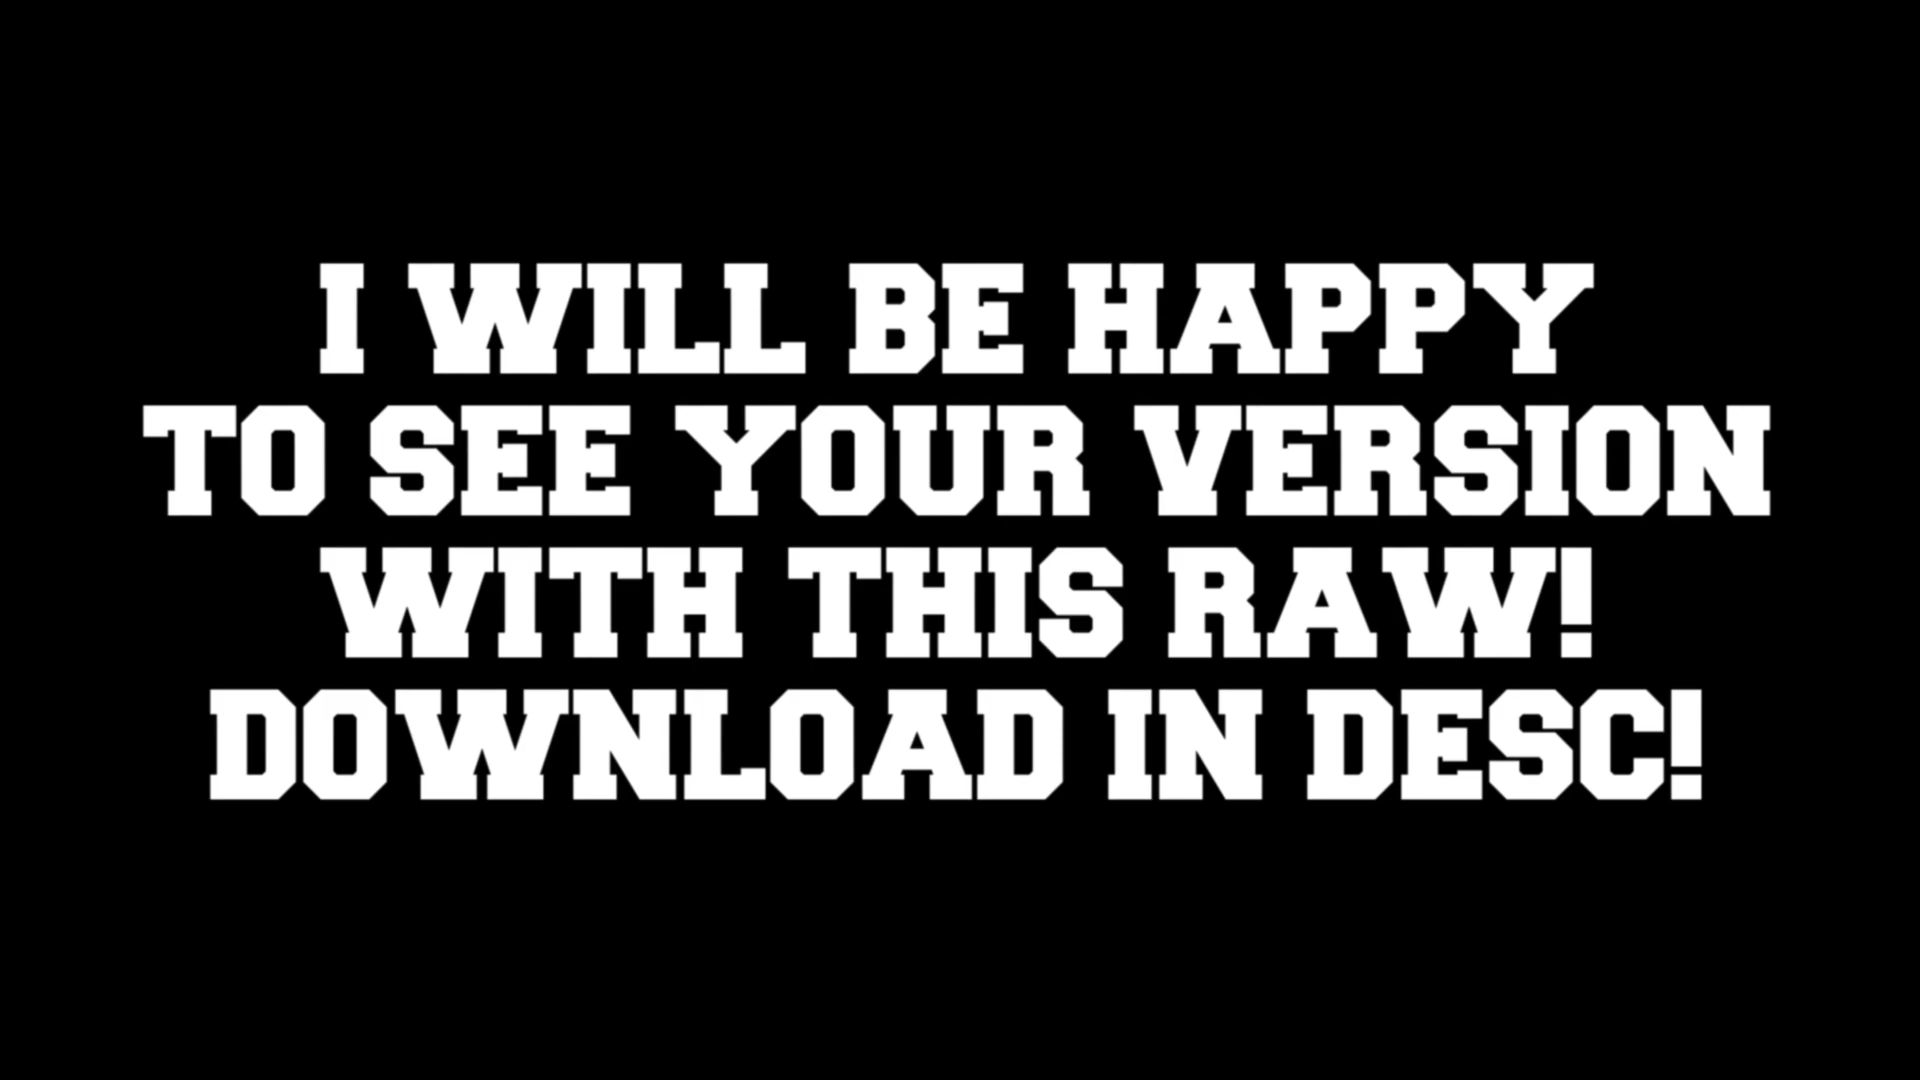 I WILL BE HAPPY
TO SEE YOUR VERSION
WITH THIS RAW!
DOWNLOAD IN DESC!